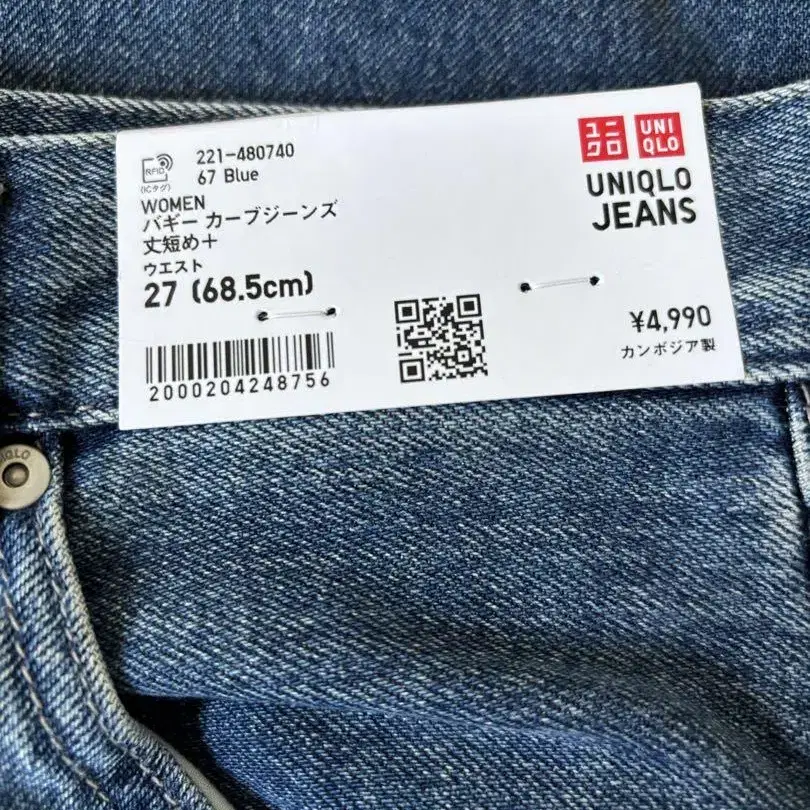 RFID
(ICタグ)
221-480740
67 Blue
WOMEN
バギー カーブジーンズ
丈短め+
ウエスト
27 (68.5cm)
2000204248756
ユニ
クロ
UNI
QLO
UNIQLO
JEANS
¥4,990
カンボジア製
IQLO